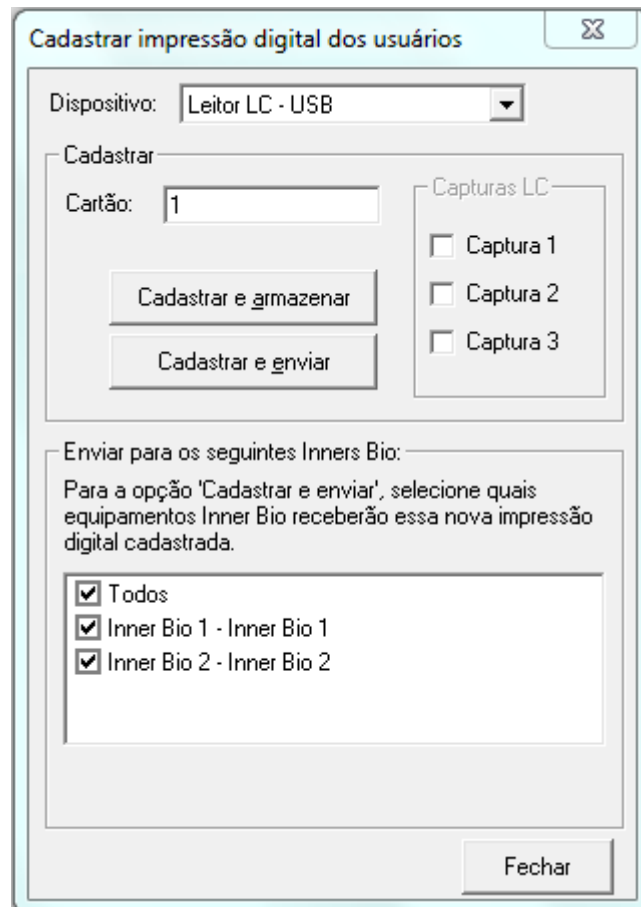 Cadastrar impressão digital dos usuários
Dispositivo: Leitor LC - USB
Cadastrar
Cartão: 1
Capturas LC
Captura 1
Captura 2
Captura 3
Cadastrar e armazenar
Cadastrar e enviar
Enviar para os seguintes Inners Bio:
Para a opção 'Cadastrar e enviar', selecione quais
equipamentos Inner Bio receberão essa nova impressão
digital cadastrada.
Todos
Inner Bio 1 - Inner Bio 1
Inner Bio 2 - Inner Bio 2
Fechar